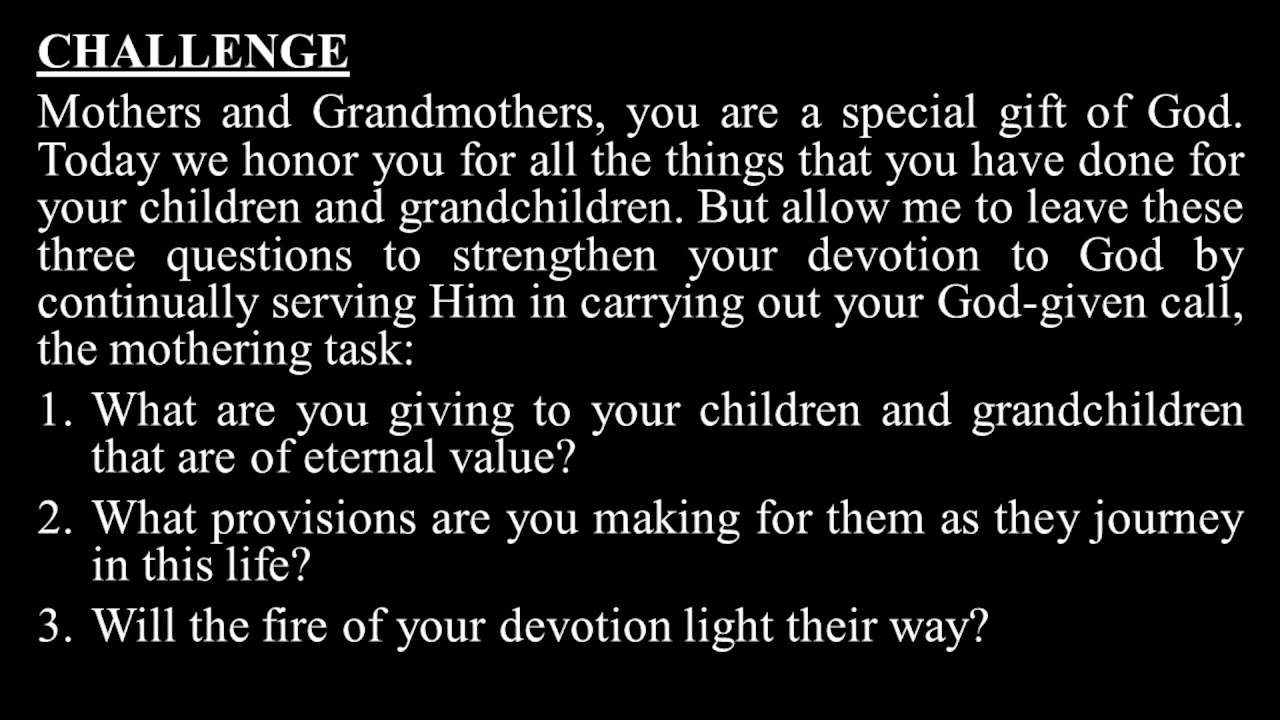 CHALLENGE
Mothers and Grandmothers, you are a special gift of God.
Today we honor you for all the things that you have done for
your children and grandchildren. But allow me to leave these
three questions to strengthen your devotion to God by
continually serving Him in carrying out your God-given call,
the mothering task:
1. What are you giving to your children and grandchildren
that are of eternal value?
2. What provisions are you making for them as they journey
in this life?
3. Will the fire of your devotion light their way?